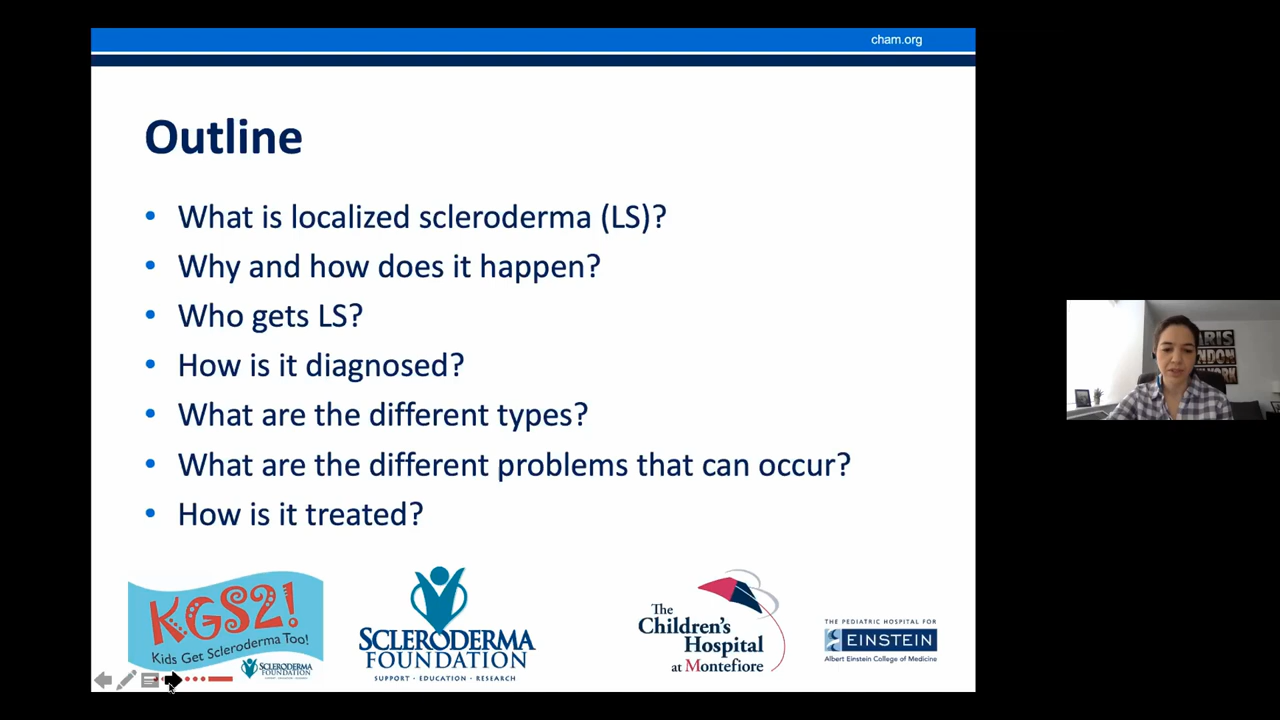 cham.org
Outline
• What is localized scleroderma (LS)?
• Why and how does it happen?
• Who gets LS?
• How is it diagnosed?
• What are the different types?
• What are the different problems that can occur?
• How is it treated?
KGS2!
Kids Get Scleroderma Too!
SCLERODERMA
FOUNDATION
SCLERODERMA
FOUNDATION
SUPPORT • EDUCATION • RESEARCH
The
Children's
Hospital
at Montefiore
THE PEDIATRIC HOSPITAL FOR
EINSTEIN
Albert Einstein College of Medicine